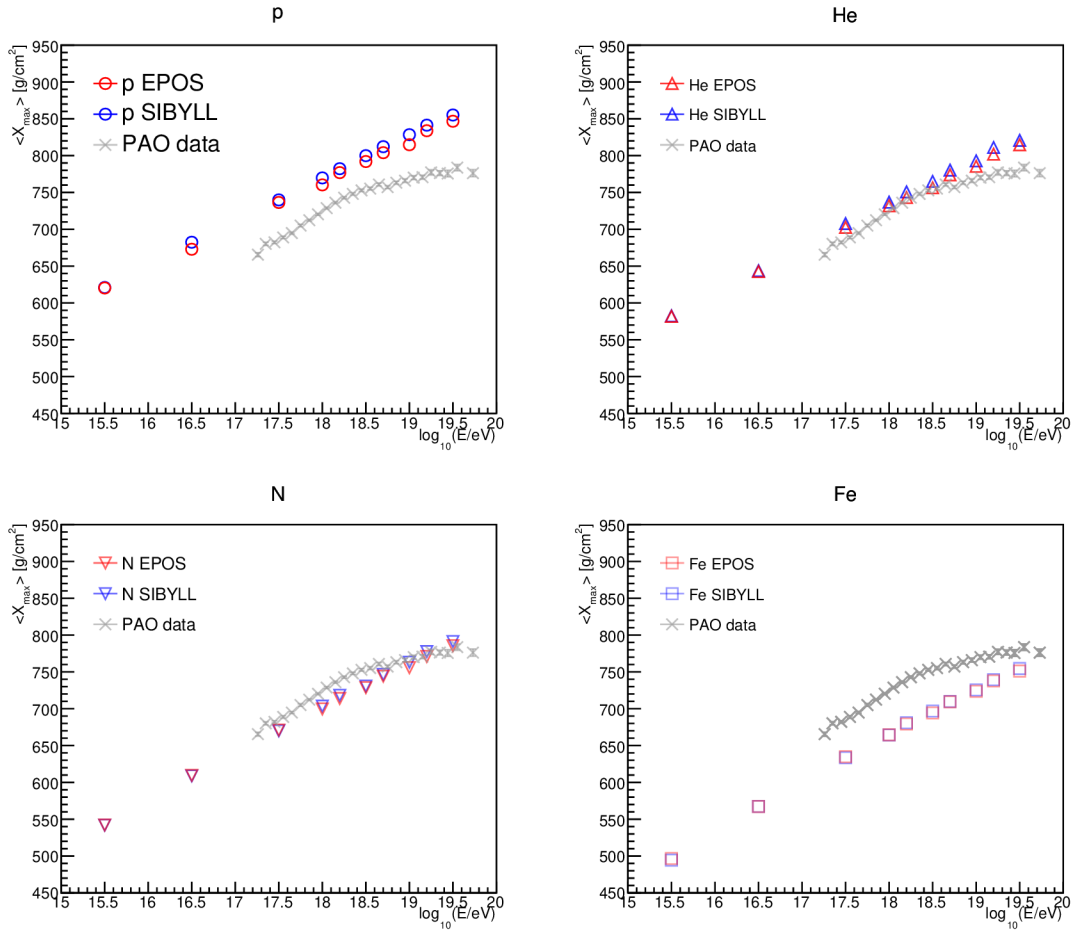 p
<X_max> [g/cm²]
950
900
850
800
750
700
650
600
550
500
450
p EPOS
p SIBYLL
PAO data
15 15.5 16 16.5 17 17.5 18 18.5 19 19.5 20
log_10(E/eV)
He
<X_max> [g/cm²]
950
900
850
800
750
700
650
600
550
500
450
He EPOS
He SIBYLL
PAO data
15 15.5 16 16.5 17 17.5 18 18.5 19 19.5 20
log_10(E/eV)
N
<X_max> [g/cm²]
950
900
850
800
750
700
650
600
550
500
450
N EPOS
N SIBYLL
PAO data
15 15.5 16 16.5 17 17.5 18 18.5 19 19.5 20
log_10(E/eV)
Fe
<X_max> [g/cm²]
950
900
850
800
750
700
650
600
550
500
450
Fe EPOS
Fe SIBYLL
PAO data
15 15.5 16 16.5 17 17.5 18 18.5 19 19.5 20
log_10(E/eV)